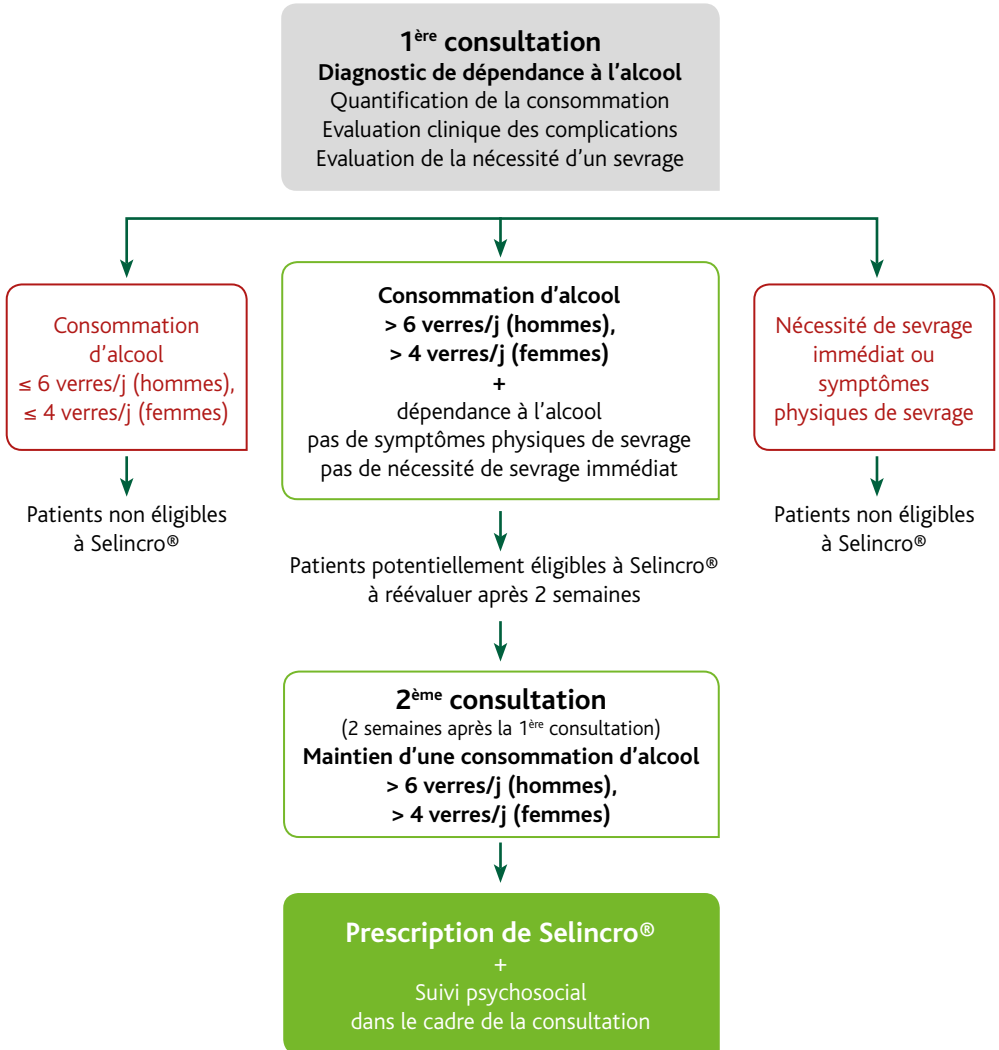 1ère consultation
Diagnostic de dépendance à l'alcool
Quantification de la consommation
Evaluation clinique des complications
Evaluation de la nécessité d'un sevrage
Consommation
d'alcool
≤ 6 verres/j (hommes),
≤ 4 verres/j (femmes)
Patients non éligibles
à Selincro®
Consommation d'alcool
> 6 verres/j (hommes),
> 4 verres/j (femmes)
+
dépendance à l'alcool
pas de symptômes physiques de sevrage
pas de nécessité de sevrage immédiat
Nécessité de sevrage
immédiat ou
symptômes
physiques de sevrage
Patients non éligibles
à Selincro®
Patients potentiellement éligibles à Selincro®
à réévaluer après 2 semaines
2ème consultation
(2 semaines après la 1ère consultation)
Maintien d'une consommation d'alcool
> 6 verres/j (hommes),
> 4 verres/j (femmes)
Prescription de Selincro®
+
Suivi psychosocial
dans le cadre de la consultation